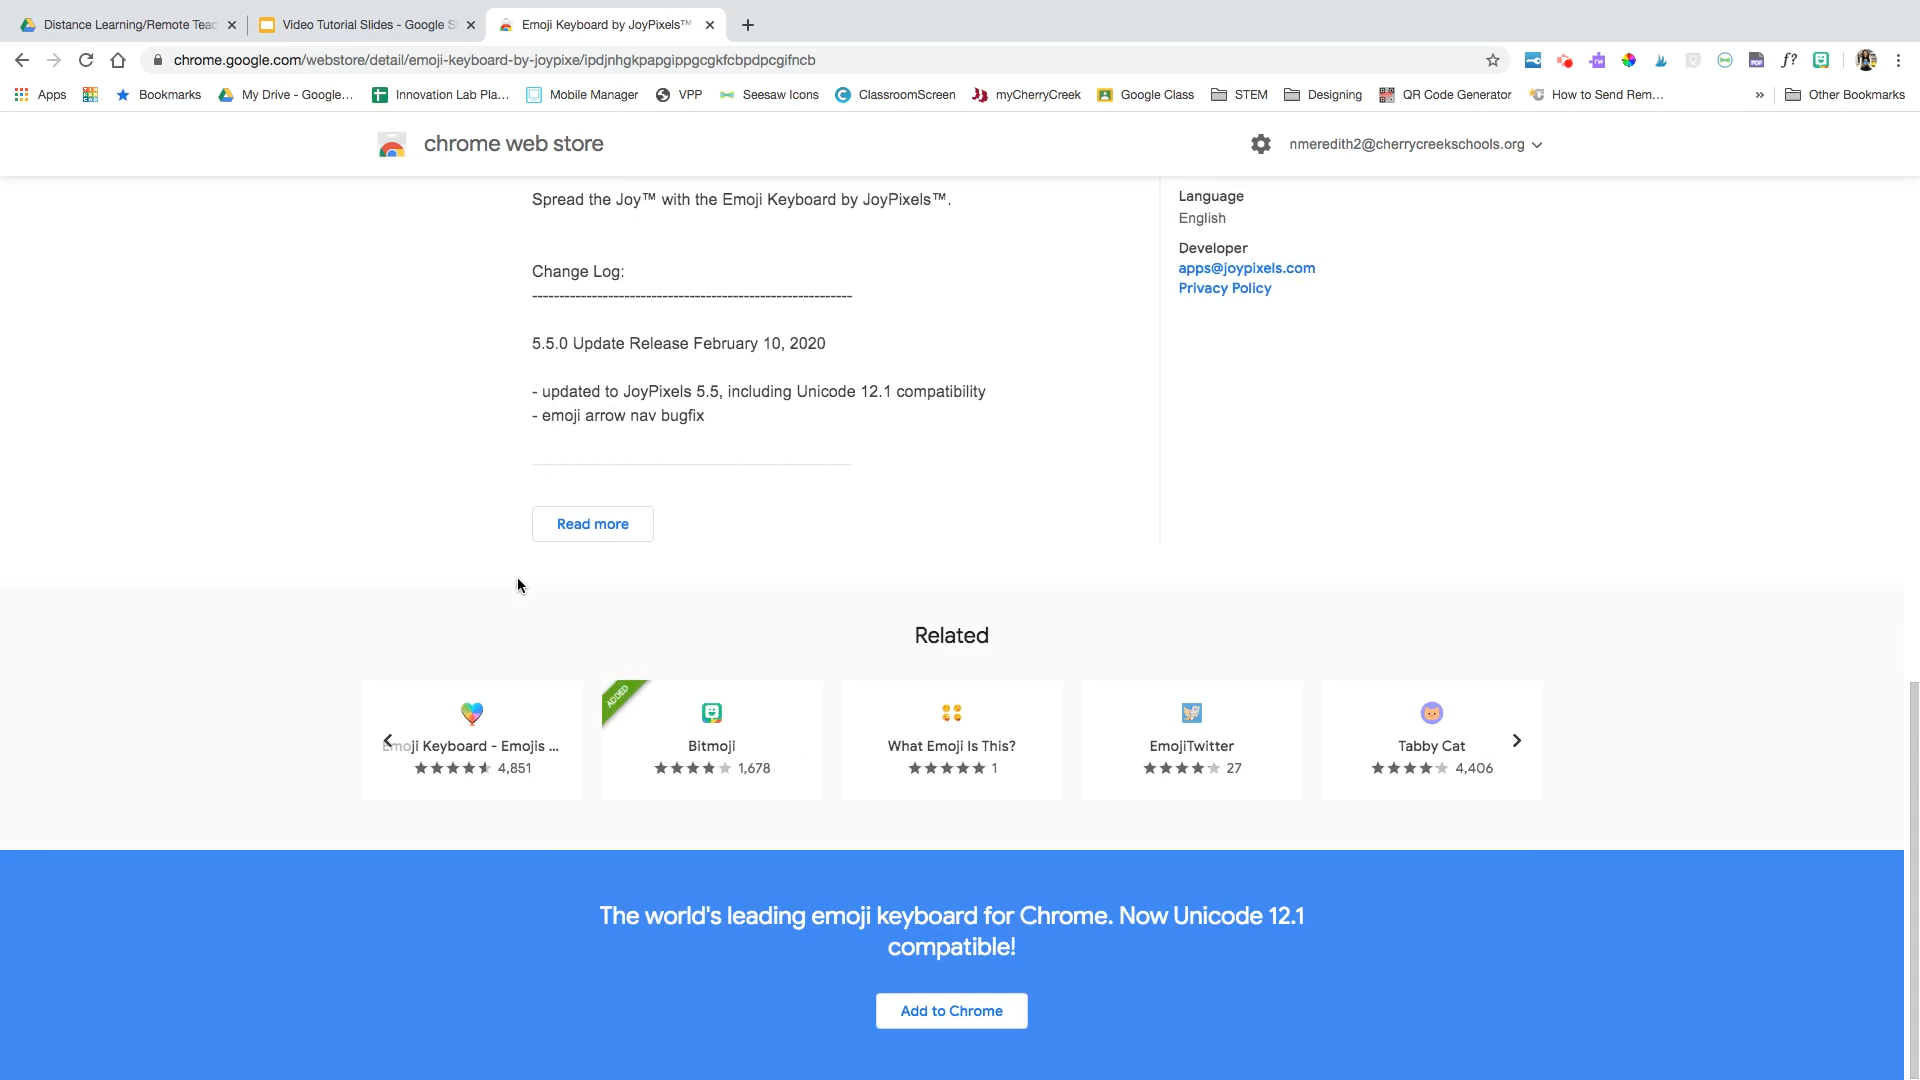 Distance Learning/Remote Teac
Video Tutorial Slides - Google S
Emoji Keyboard by JoyPixels™
chrome.google.com/webstore/detail/emoji-keyboard-by-joypixe/ipdjnhgkpapgippgcgkfcbpdpcgifncb
Apps
Bookmarks
My Drive - Google...
Innovation Lab Pla...
Mobile Manager
VPP
Seesaw Icons
ClassroomScreen
myCherryCreek
Google Class
STEM
Designing
QR Code Generator
How to Send Rem...
»
Other Bookmarks
chrome web store
nmeredith2@cherrycreekschools.org
Spread the Joy™ with the Emoji Keyboard by JoyPixels™.
Language
English
Developer
apps@joypixels.com
Privacy Policy
Change Log:
-----------------------------------------------------------
5.5.0 Update Release February 10, 2020
- updated to JoyPixels 5.5, including Unicode 12.1 compatibility
- emoji arrow nav bugfix
-----------------------------------------------------------
Read more
Related
Emoji Keyboard - Emojis ...
4,851
ADDED
Bitmoji
1,678
What Emoji Is This?
1
EmojiTwitter
27
Tabby Cat
4,406
The world's leading emoji keyboard for Chrome. Now Unicode 12.1
compatible!
Add to Chrome